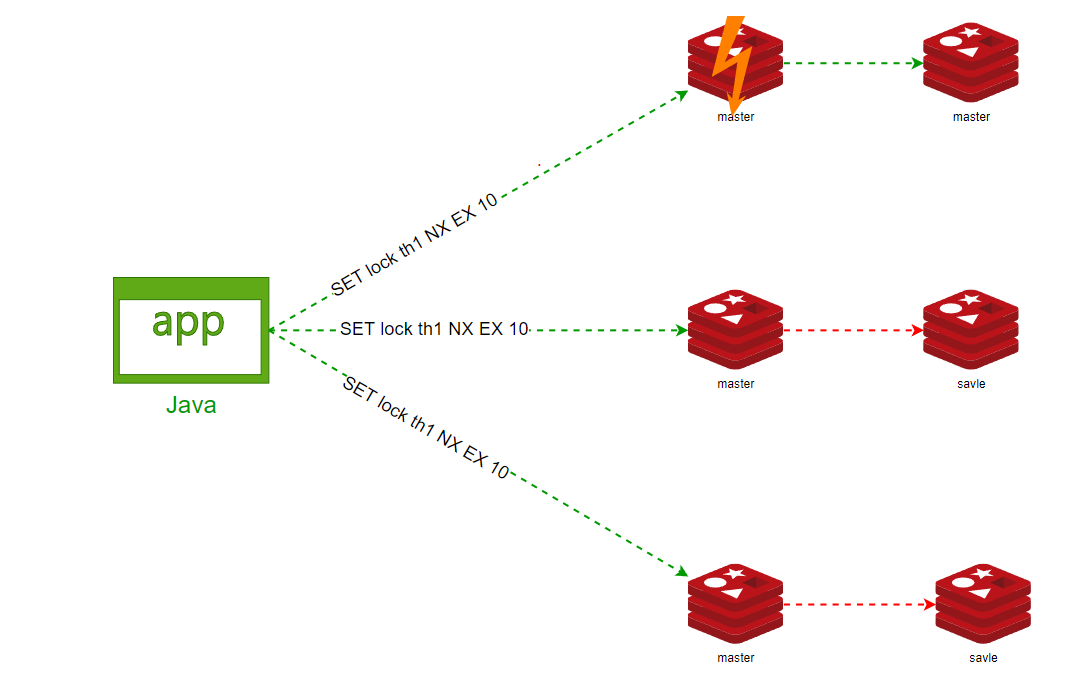 master
master
SET lock th1 NX EX 10
app
Java
SET lock th1 NX EX 10
master
savle
SET lock th1 NX EX 10
master
savle